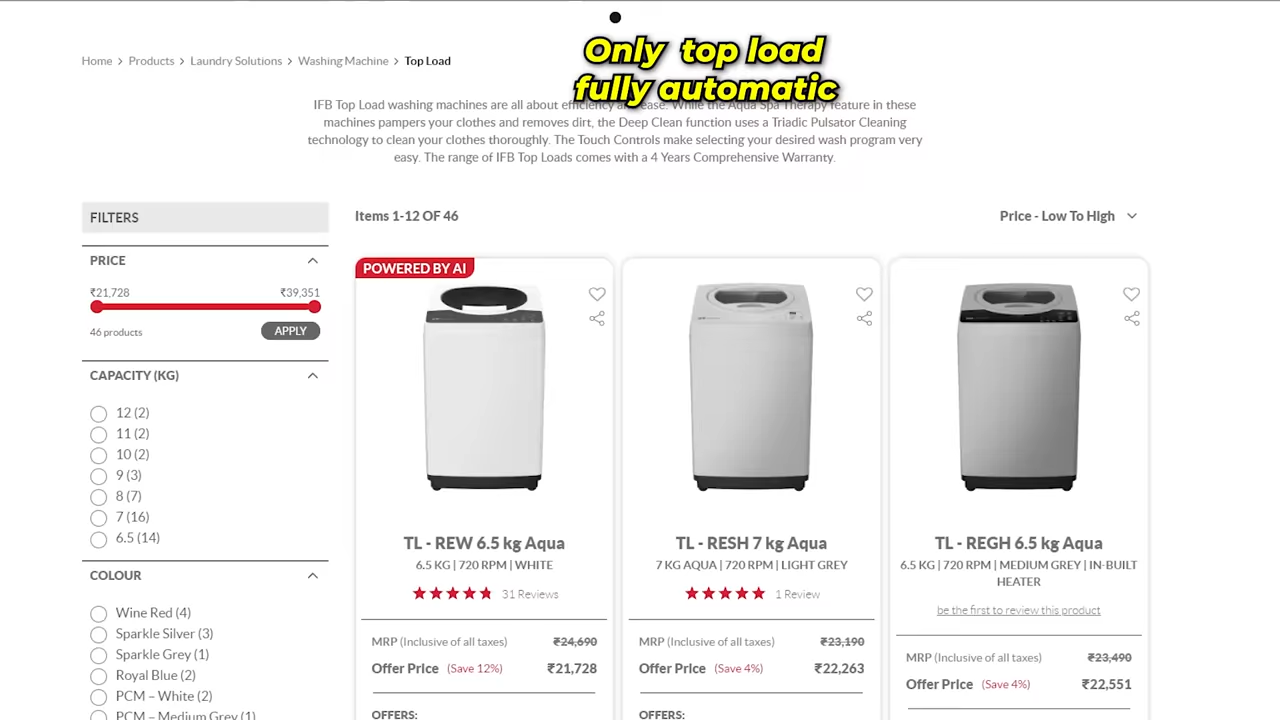 Only top load
fully automatic
Home > Products > Laundry Solutions > Washing Machine > Top Load
IFB Top Load washing machines are all about efficiency and ease. While the Aqua Spa Therapy feature in these
machines pampers your clothes and removes dirt, the Deep Clean function uses a Triadic Pulsator Cleaning
technology to clean your clothes thoroughly. The Touch Controls make selecting your desired wash program very
easy. The range of IFB Top Loads comes with a 4 Years Comprehensive Warranty.
FILTERS
Items 1-12 OF 46
Price - Low To High
PRICE
₹21,728 ₹39,351
46 products APPLY
CAPACITY (KG)
12 (2)
11 (2)
10 (2)
9 (3)
8 (7)
7 (16)
6.5 (14)
COLOUR
Wine Red (4)
Sparkle Silver (3)
Sparkle Grey (1)
Royal Blue (2)
PCM – White (2)
PCM – Medium Grey (1)
POWERED BY AI
TL - REW 6.5 kg Aqua
6.5 KG | 720 RPM | WHITE
31 Reviews
MRP (Inclusive of all taxes) ₹24,690
Offer Price (Save 12%) ₹21,728
OFFERS:
TL - RESH 7 kg Aqua
7 KG AQUA | 720 RPM | LIGHT GREY
1 Review
MRP (Inclusive of all taxes) ₹23,190
Offer Price (Save 4%) ₹22,263
OFFERS:
TL - REGH 6.5 kg Aqua
6.5 KG | 720 RPM | MEDIUM GREY | IN-BUILT
HEATER
be the first to review this product
MRP (Inclusive of all taxes) ₹23,490
Offer Price (Save 4%) ₹22,551